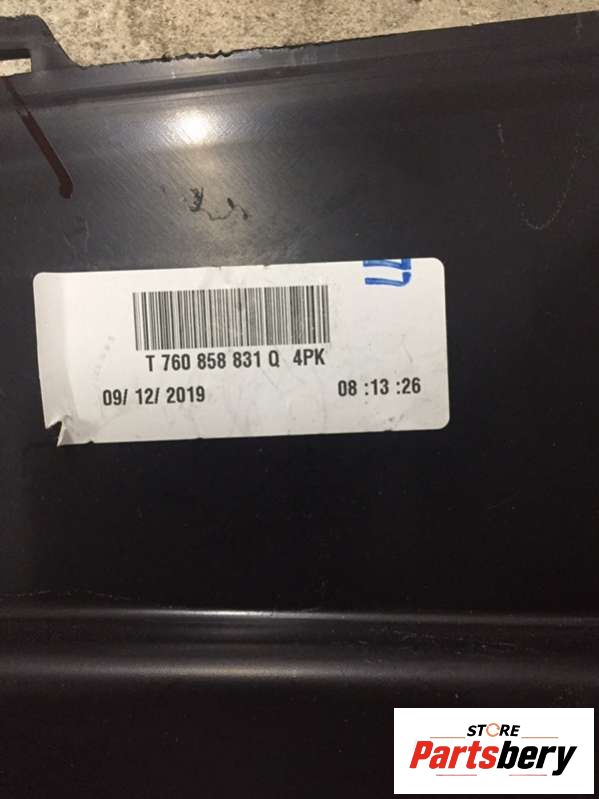 T 760 858 831 Q 4PK
09/ 12/ 2019 08 :13 :26
STORE
Partsbery